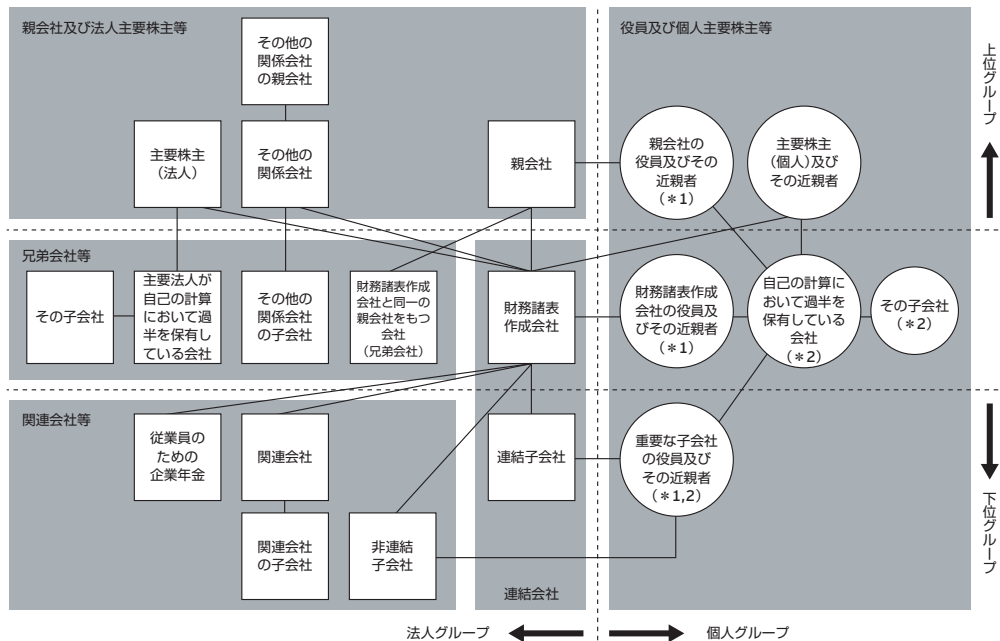 親会社及び法人主要株主等
その他の
関係会社
の親会社
主要株主
(法人)
その他の
関係会社
親会社
役員及び個人主要株主等
親会社の
役員及びその
近親者
(＊1)
主要株主
(個人)及び
その近親者
上位グループ
兄弟会社等
その子会社
主要法人が
自己の計算
において過
半を保有し
ている会社
その他の
関係会社
の子会社
財務諸表作成
会社と同一の
親会社をもつ
会社
(兄弟会社)
財務諸表
作成会社
財務諸表作成
会社の役員及
びその近親者
(＊1)
自己の計算に
おいて過半を
保有している
会社
(＊2)
その子会社
(＊2)
関連会社等
従業員の
ための
企業年金
関連会社
連結子会社
重要な子会社
の役員及び
その近親者
(＊1,2)
関連会社
の子会社
非連結
子会社
連結会社
下位グループ
法人グループ
個人グループ